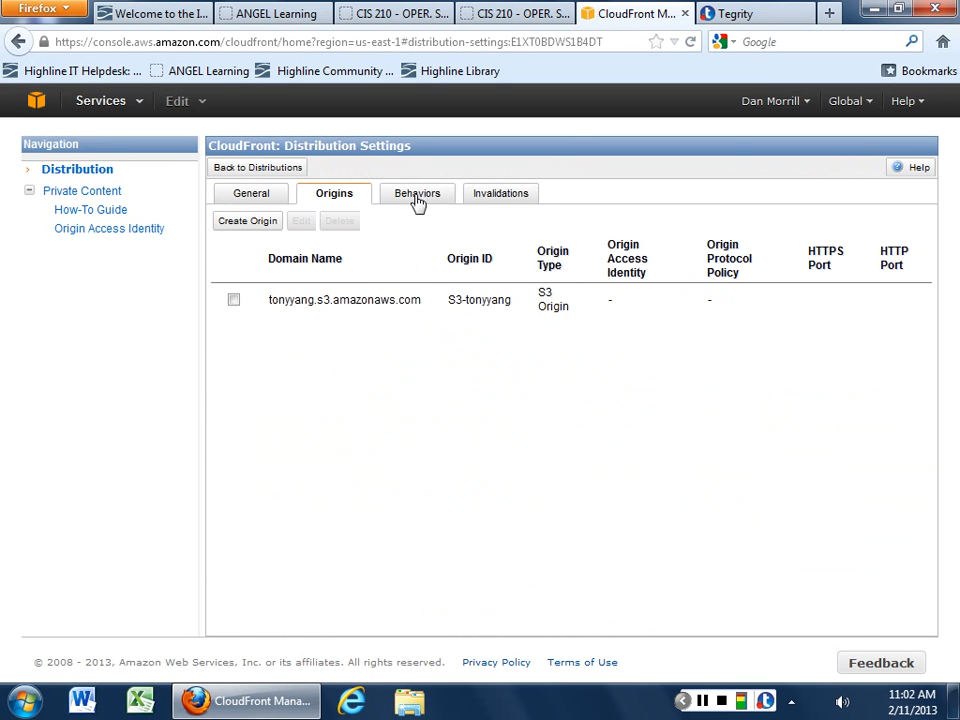 Firefox
Welcome to the I...
ANGEL Learning
CIS 210 - OPER. S...
CIS 210 - OPER. S...
CloudFront M...
Tegrity
https://console.aws.amazon.com/cloudfront/home?region=us-east-1#distribution-settings:E1XT0BDWS1B4DT
Google
Highline IT Helpdesk: ...
ANGEL Learning
Highline Community ...
Highline Library
Bookmarks
Services
Edit
Dan Morrill
Global
Help
Navigation
Distribution
Private Content
How-To Guide
Origin Access Identity
CloudFront: Distribution Settings
Back to Distributions
Help
General
Origins
Behaviors
Invalidations
Create Origin
Edit
Delete
Domain Name
Origin ID
Origin
Type
Origin
Access
Identity
Origin
Protocol
Policy
HTTPS
Port
HTTP
Port
tonyyang.s3.amazonaws.com
S3-tonyyang
S3
Origin
-
-
© 2008 - 2013, Amazon Web Services, Inc. or its affiliates. All rights reserved.
Privacy Policy
Terms of Use
Feedback
CloudFront Mana...
11:02 AM
2/11/2013